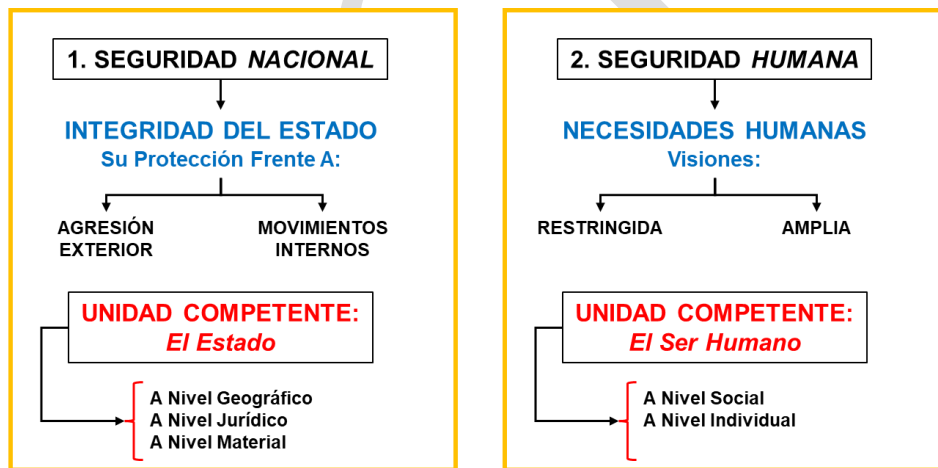 1. SEGURIDAD NACIONAL
INTEGRIDAD DEL ESTADO
Su Protección Frente A:
AGRESIÓN
EXTERIOR
MOVIMIENTOS
INTERNOS
UNIDAD COMPETENTE:
El Estado
A Nivel Geográfico
A Nivel Jurídico
A Nivel Material
2. SEGURIDAD HUMANA
NECESIDADES HUMANAS
Visiones:
RESTRINGIDA
AMPLIA
UNIDAD COMPETENTE:
El Ser Humano
A Nivel Social
A Nivel Individual